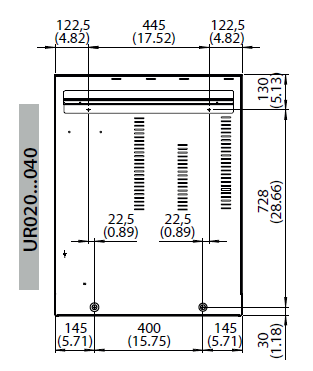 122,5 445 122,5
(4.82) (17.52) (4.82)
130
(5.13)
UR020...040
728
(28.66)
22,5 22,5
(0.89) (0.89)
145 400 145
(5.71) (15.75) (5.71)
30
(1.18)